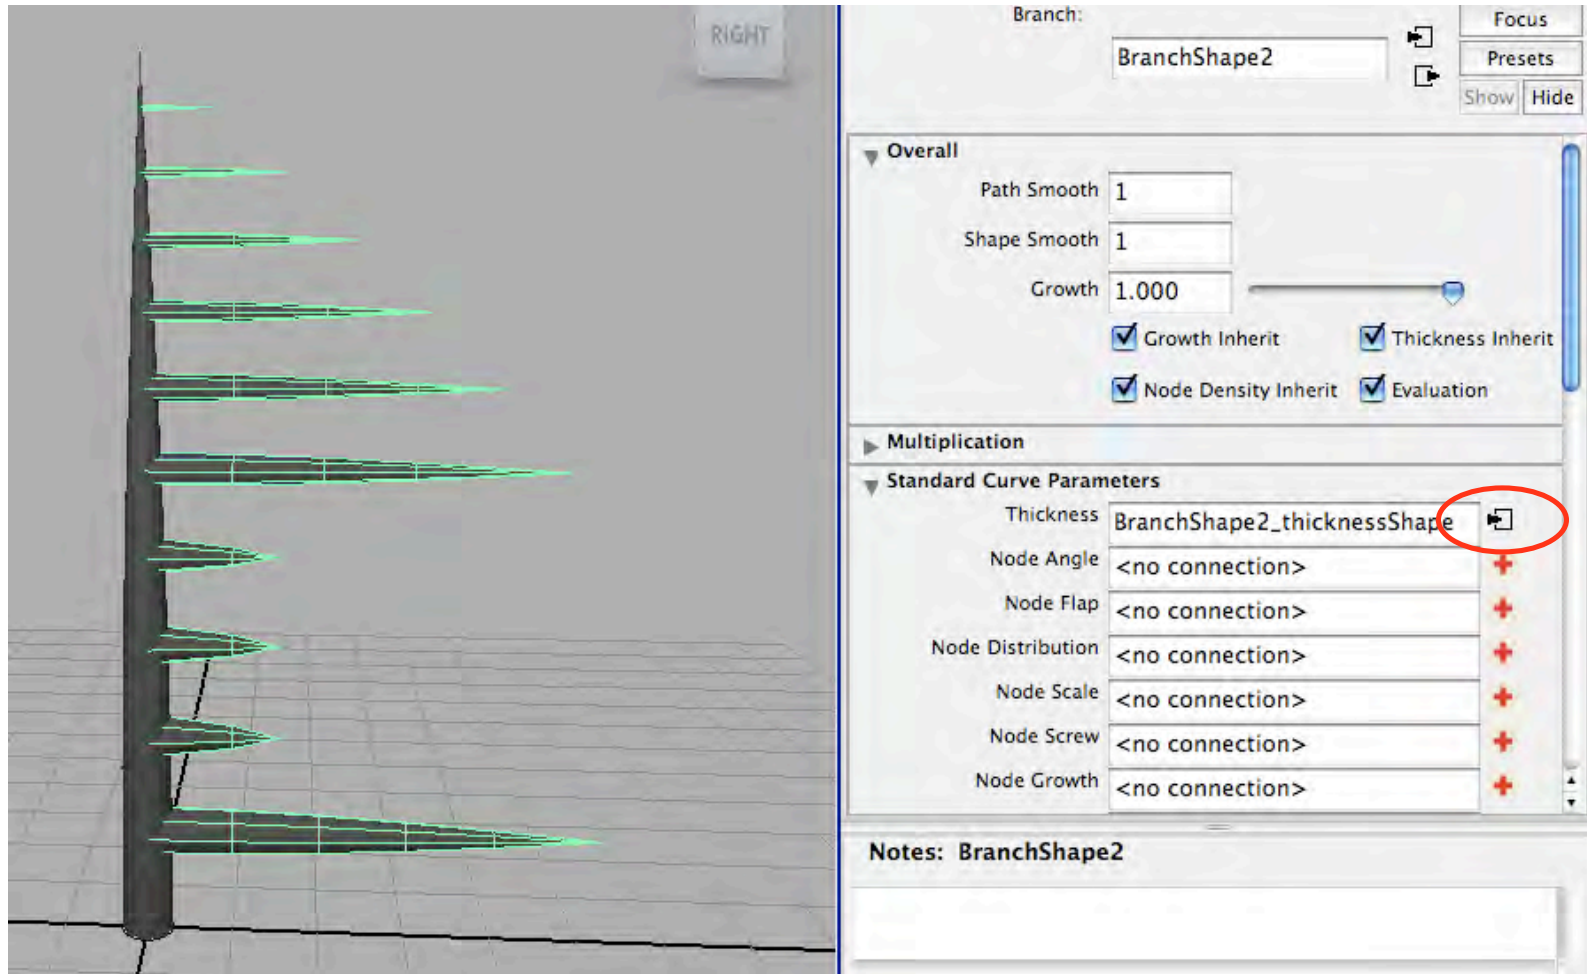 RIGHT
Branch:
BranchShape2
Focus
Presets
Show Hide
Overall
Path Smooth 1
Shape Smooth 1
Growth 1.000
Growth Inherit Thickness Inherit
Node Density Inherit Evaluation
Multiplication
Standard Curve Parameters
Thickness BranchShape2_thicknessShape
Node Angle <no connection>
Node Flap <no connection>
Node Distribution <no connection>
Node Scale <no connection>
Node Screw <no connection>
Node Growth <no connection>
Notes: BranchShape2